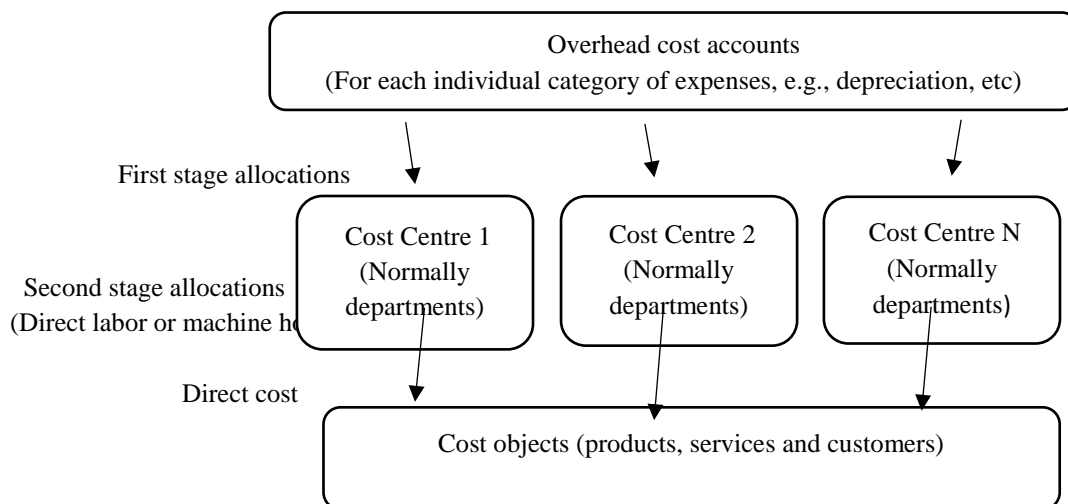 Overhead cost accounts
(For each individual category of expenses, e.g., depreciation, etc)
First stage allocations
Cost Centre 1
(Normally
departments)
Cost Centre 2
(Normally
departments)
Cost Centre N
(Normally
departments)
Second stage allocations
(Direct labor or machine
Direct cost
Cost objects (products, services and customers)